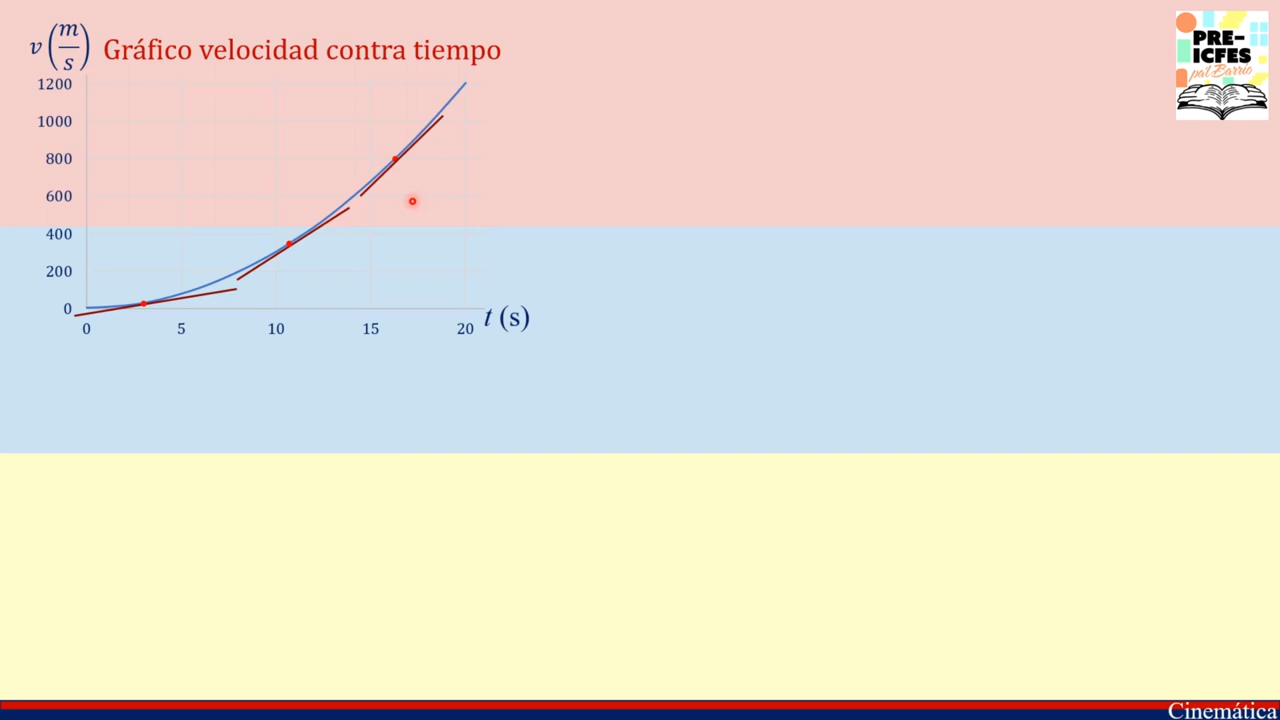 v(m/s) Gráfico velocidad contra tiempo
1200
1000
800
600
400
200
0
0 5 10 15 20 t (s)
PRE-
ICFES
pa'l Barrio
Cinemática